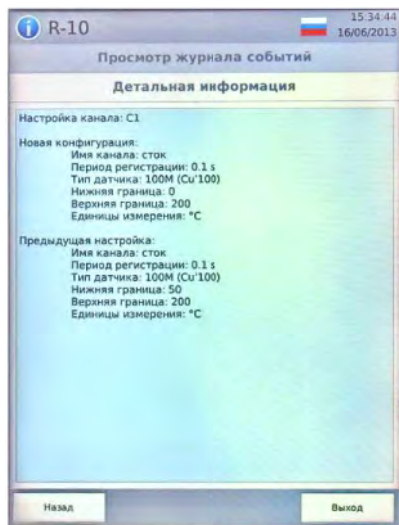 R-10
15:34:44
16/06/2013
Просмотр журнала событий
Детальная информация
Настройка канала: C1
Новая конфигурация:
Имя канала: сток
Период регистрации: 0.1 s
Тип датчика: 100М (Cu'100)
Нижняя граница: 0
Верхняя граница: 200
Единицы измерения: °C
Предыдущая настройка:
Имя канала: сток
Период регистрации: 0.1 s
Тип датчика: 100М (Cu'100)
Нижняя граница: 50
Верхняя граница: 200
Единицы измерения: °C
Назад
Выход